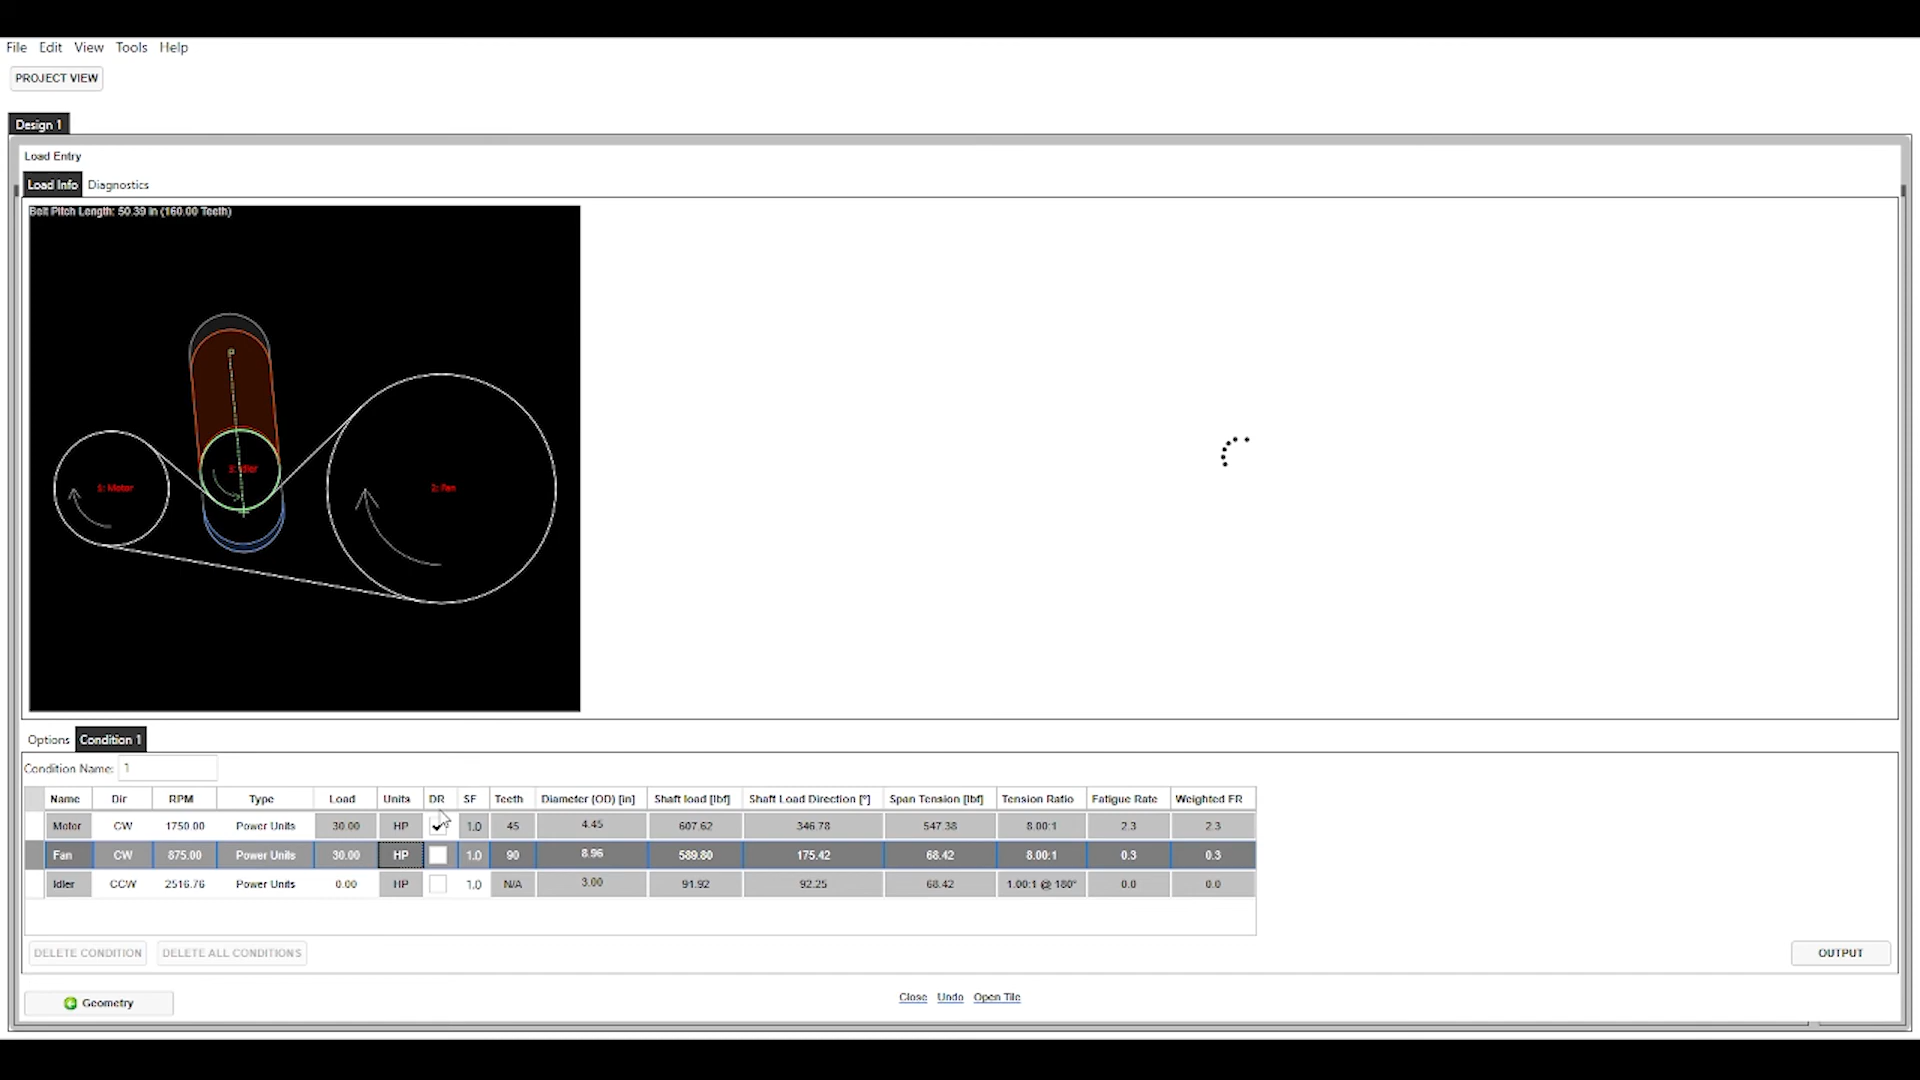 File Edit View Tools Help
PROJECT VIEW
Design 1
Load Entry
Load Info Diagnostics
Belt Pitch Length: 50.39 in (160.00 Teeth)
3: Idler
1: Motor
2: Fan
Options Condition 1
Condition Name: 1
Name Dir RPM Type Load Units DR SF Teeth Diameter (OD) [in] Shaft load [lbf] Shaft Load Direction [°] Span Tension [lbf] Tension Ratio Fatigue Rate Weighted FR
Motor CW 1750.00 Power Units 30.00 HP 1.0 45 4.45 607.62 346.78 547.38 8.00:1 2.3 2.3
Fan CW 875.00 Power Units 30.00 HP 1.0 90 8.96 589.80 175.42 68.42 8.00:1 0.3 0.3
Idler CCW 2516.76 Power Units 0.00 HP 1.0 N/A 3.00 91.92 92.25 68.42 1.00:1 @ 180° 0.0 0.0
DELETE CONDITION DELETE ALL CONDITIONS OUTPUT
Geometry Close Undo Open Tile